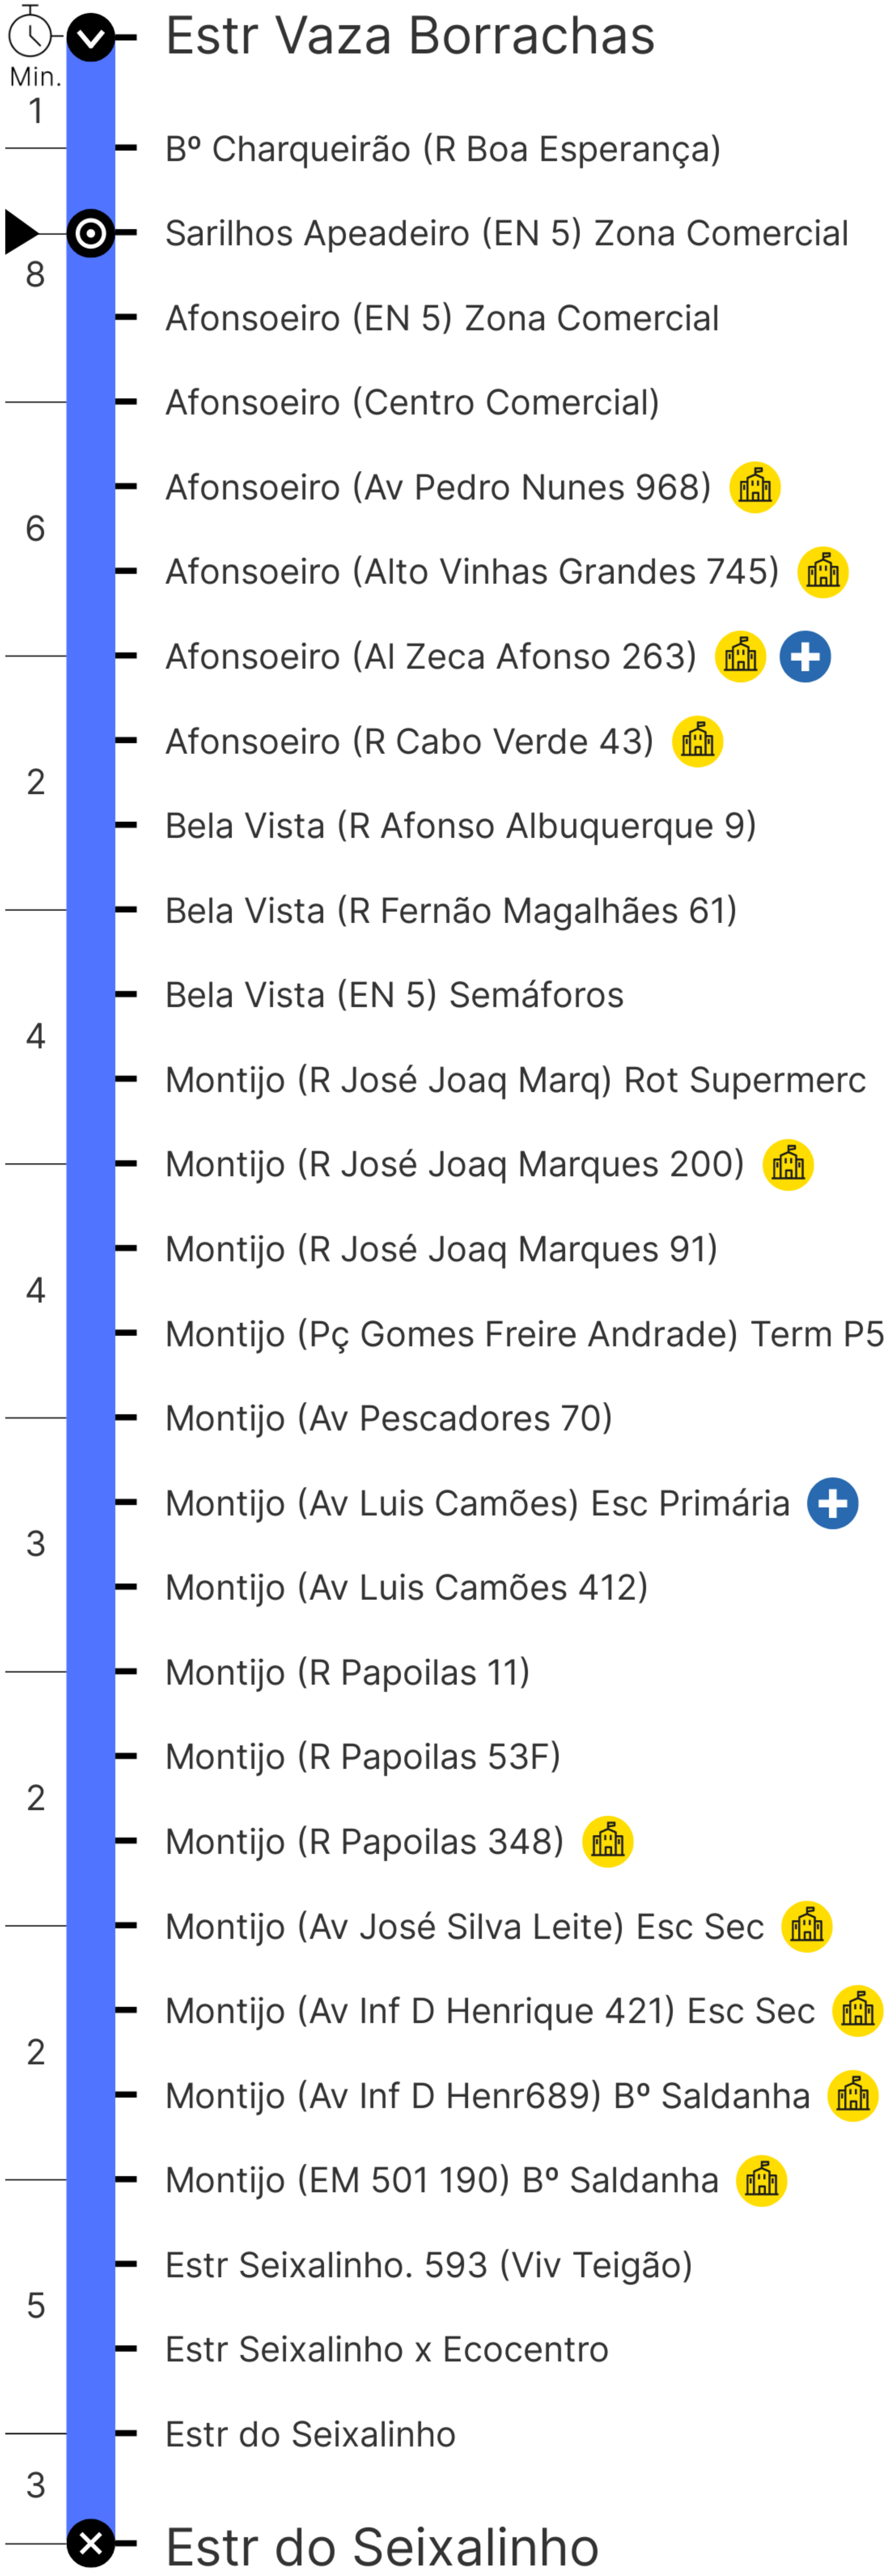 Estr Vaza Borrachas
Min.
1
Bº Charqueirão (R Boa Esperança)
Sarilhos Apeadeiro (EN 5) Zona Comercial
8
Afonsoeiro (EN 5) Zona Comercial
Afonsoeiro (Centro Comercial)
Afonsoeiro (Av Pedro Nunes 968)
6
Afonsoeiro (Alto Vinhas Grandes 745)
Afonsoeiro (Al Zeca Afonso 263)
Afonsoeiro (R Cabo Verde 43)
2
Bela Vista (R Afonso Albuquerque 9)
Bela Vista (R Fernão Magalhães 61)
Bela Vista (EN 5) Semáforos
4
Montijo (R José Joaq Marq) Rot Supermerc
Montijo (R José Joaq Marques 200)
Montijo (R José Joaq Marques 91)
4
Montijo (Pç Gomes Freire Andrade) Term P5
Montijo (Av Pescadores 70)
Montijo (Av Luis Camões) Esc Primária
3
Montijo (Av Luis Camões 412)
Montijo (R Papoilas 11)
Montijo (R Papoilas 53F)
2
Montijo (R Papoilas 348)
Montijo (Av José Silva Leite) Esc Sec
Montijo (Av Inf D Henrique 421) Esc Sec
2
Montijo (Av Inf D Henr689) Bº Saldanha
Montijo (EM 501 190) Bº Saldanha
Estr Seixalinho. 593 (Viv Teigão)
5
Estr Seixalinho x Ecocentro
Estr do Seixalinho
3
Estr do Seixalinho